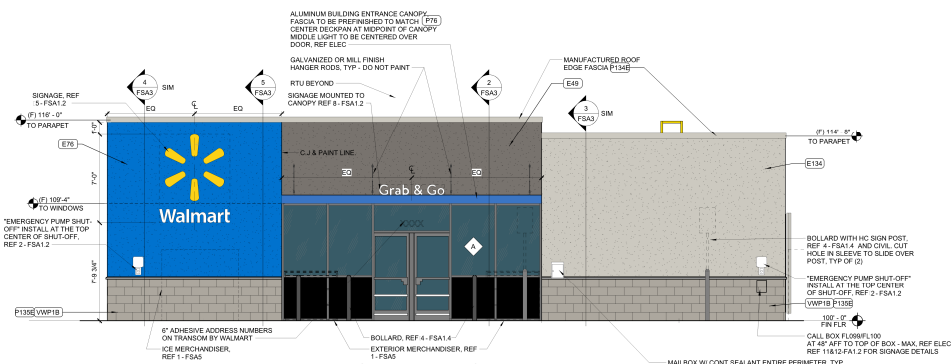 ALUMINUM BUILDING ENTRANCE CANOPY,
FASCIA TO BE PREFINISHED TO MATCH P76
CENTER DECKPAN AT MIDPOINT OF CANOPY
MIDDLE LIGHT TO BE CENTERED OVER
DOOR, REF ELEC
GALVANIZED OR MILL FINISH
HANGER RODS, TYP - DO NOT PAINT
RTU BEYOND
SIGNAGE MOUNTED TO
CANOPY REF 8 - FSA1.2
MANUFACTURED ROOF
EDGE FASCIA P134E
E49
4
FSA3
SIM
5
FSA3
2
FSA3
3
FSA3
SIM
SIGNAGE, REF
5 - FSA1.2
EQ
EQ
(F) 116' - 0"
TO PARAPET
1'-0"
E76
7'-0"
(F) 109'-4"
TO WINDOWS
"EMERGENCY PUMP SHUT-
OFF" INSTALL AT THE TOP
CENTER OF SHUT-OFF,
REF 2 - FSA1.2
7'-9 3/4"
P135E VWP1B
Walmart
C.J & PAINT LINE.
EQ
EQ
Grab & Go
XXXX
A
(F) 114' - 8"
TO PARAPET
E134
BOLLARD WITH HC SIGN POST,
REF 4 - FSA1.4 AND CIVIL. CUT
HOLE IN SLEEVE TO SLIDE OVER
POST, TYP OF (2)
"EMERGENCY PUMP SHUT-OFF"
INSTALL AT THE TOP CENTER
OF SHUT-OFF, REF 2 - FSA1.2
VWP1B P135E
100' - 0"
FIN FLR
CALL BOX FL099/FL100
AT 48" AFF TO TOP OF BOX - MAX, REF ELEC
REF 11&12-FA1.2 FOR SIGNAGE DETAILS
6" ADHESIVE ADDRESS NUMBERS
ON TRANSOM BY WALMART
ICE MERCHANDISER,
REF 1 - FSA5
BOLLARD, REF 4 - FSA1.4
EXTERIOR MERCHANDISER, REF
1 - FSA5
MAILBOX W/ CONT SEALANT ENTIRE PERIMETER, TYP